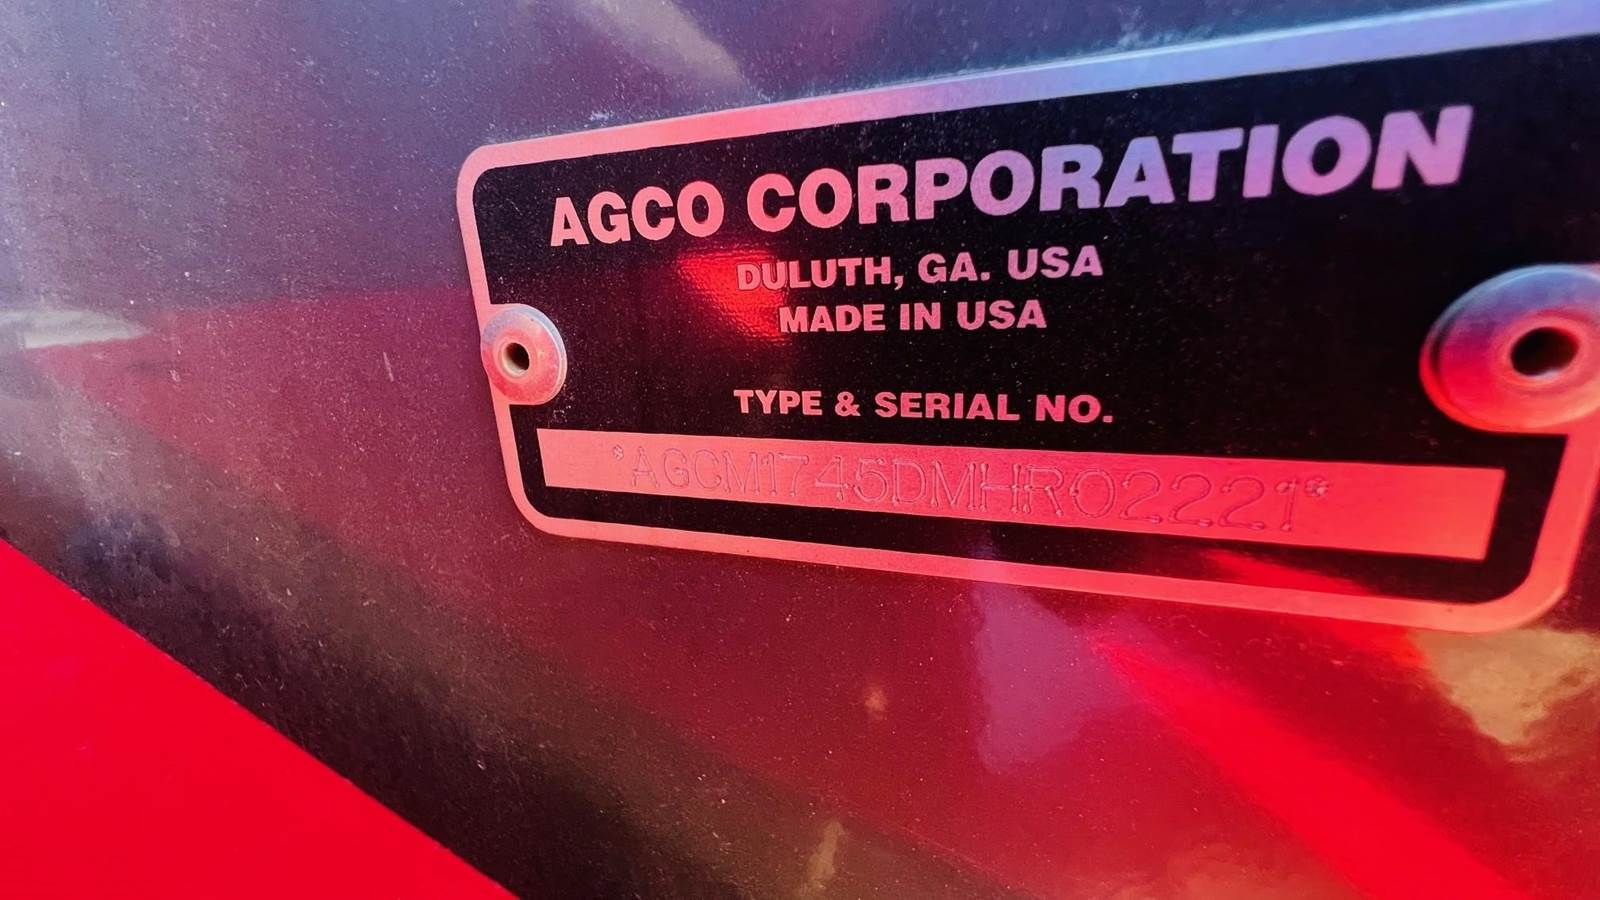 AGCO CORPORATION
DULUTH, GA. USA
MADE IN USA
TYPE & SERIAL NO.
*AGCM1745DMHR02221*